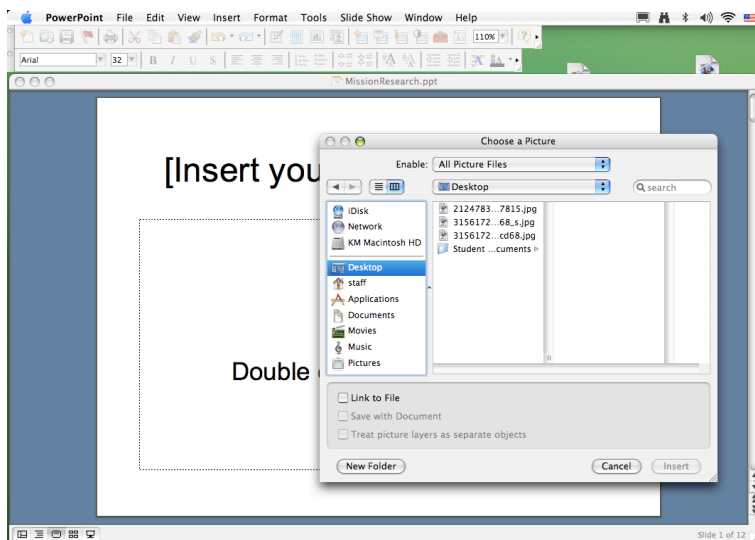 PowerPoint File Edit View Insert Format Tools Slide Show Window Help
110%
Arial 32 B I U S
MissionResearch.ppt
Choose a Picture
[Insert you
Enable: All Picture Files
Desktop
search
iDisk
Network
KM Macintosh HD
Desktop
staff
Applications
Documents
Movies
Music
Pictures
2124783...7815.jpg
3156172...68_s.jpg
3156172...cd68.jpg
Student ...cuments
Double
Link to File
Save with Document
Treat picture layers as separate objects
New Folder Cancel Insert
Slide 1 of 12